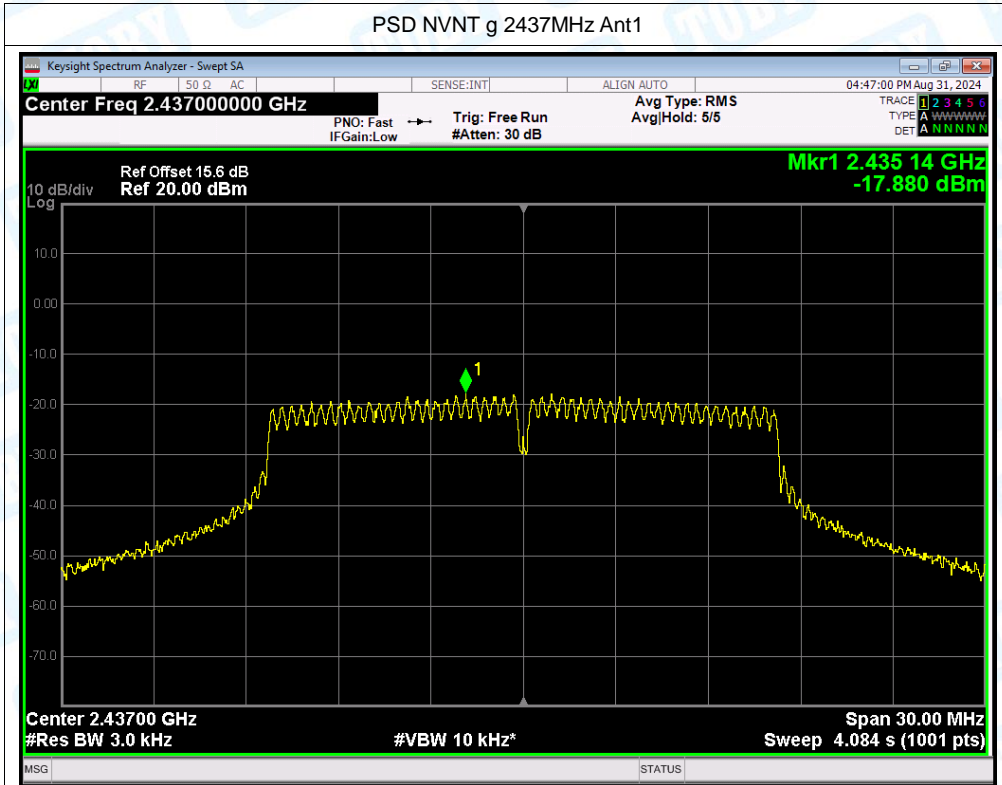 PSD NVNT g 2437MHz Ant1
Keysight Spectrum Analyzer - Swept SA
LXI RF 50 Ω AC SENSE:INT ALIGN AUTO 04:47:00 PM Aug 31, 2024
Center Freq 2.437000000 GHz
PNO: Fast
IFGain:Low
Trig: Free Run
#Atten: 30 dB
Avg Type: RMS
Avg|Hold: 5/5
TRACE 1 2 3 4 5 6
TYPE A WWWWW
DET A N N N N N
Mkr1 2.435 14 GHz
-17.880 dBm
Ref Offset 15.6 dB
10 dB/div Ref 20.00 dBm
Log
10.0
0.00
1
-10.0
-20.0
-30.0
-40.0
-50.0
-60.0
-70.0
Center 2.43700 GHz Span 30.00 MHz
#Res BW 3.0 kHz #VBW 10 kHz* Sweep 4.084 s (1001 pts)
MSG STATUS